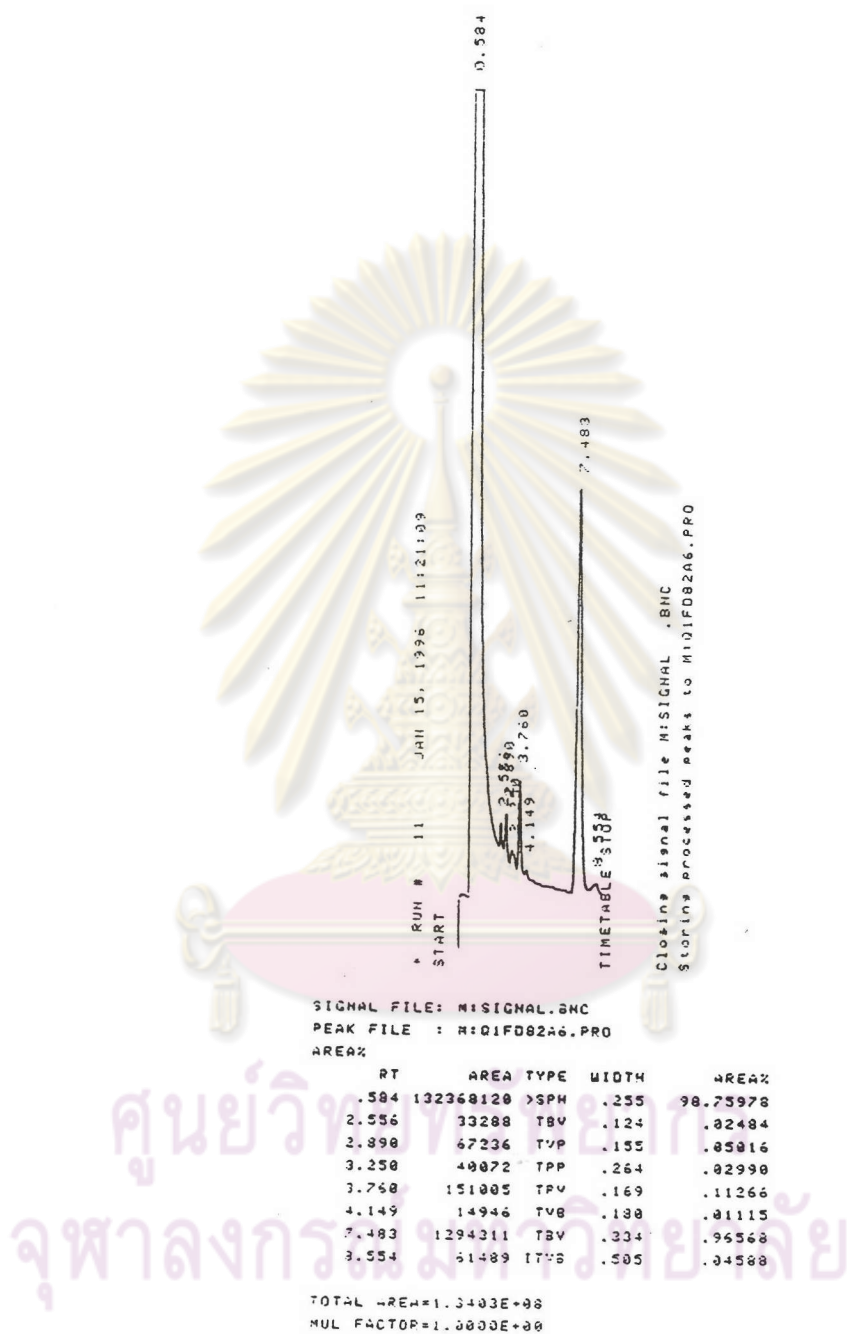 0.584
7.483
3.760
4.149
* RUN # 11 JAN 15, 1996 11:21:09
START
TIMETABLE STOP
Closing signal file M:SIGNAL .BNC
Storing processed peaks to M:Q1FD82A6.PRO
SIGNAL FILE: M:SIGNAL.BNC
PEAK FILE : M:Q1FD82A6.PRO
AREA%
RT AREA TYPE WIDTH AREA%
.584 132368120 >SPH .255 98.75978
2.556 33288 TBV .124 .02484
2.890 67236 TVP .155 .05016
3.250 40072 TPP .264 .02990
3.760 151005 TPV .169 .11266
4.149 14946 TVB .180 .01115
7.483 1294311 TBV .334 .96568
8.554 61489 ITVB .505 .04588
TOTAL AREA=1.3403E+08
MUL FACTOR=1.0000E+00
ศูนย์วิทยทรัพยากร
จุฬาลงกรณ์มหาวิทยาลัย